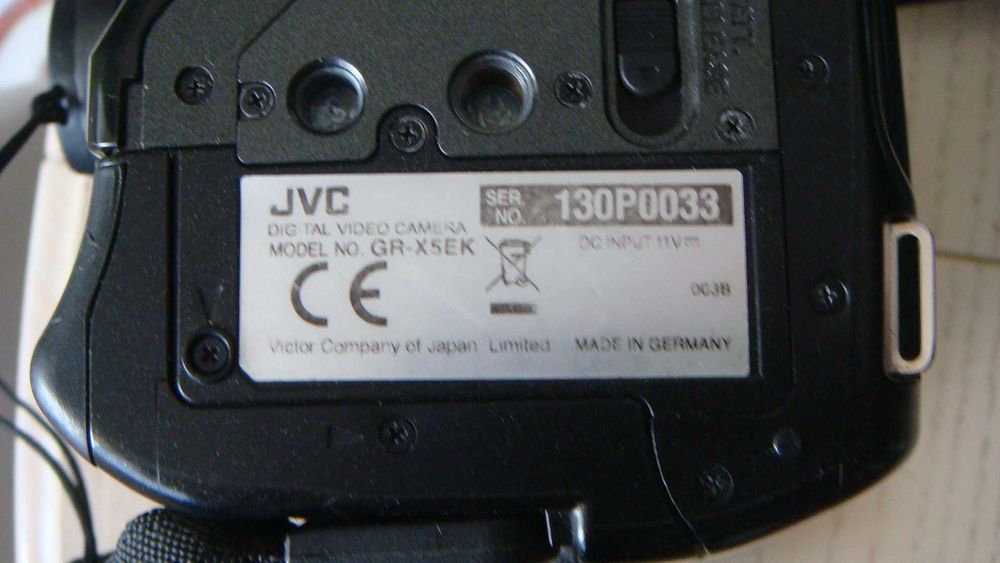 JVC
SER. NO. 130P0033
DIGITAL VIDEO CAMERA
MODEL NO. GR-X5EK
DC INPUT 11V
CE
Victor Company of Japan Limited
MADE IN GERMANY